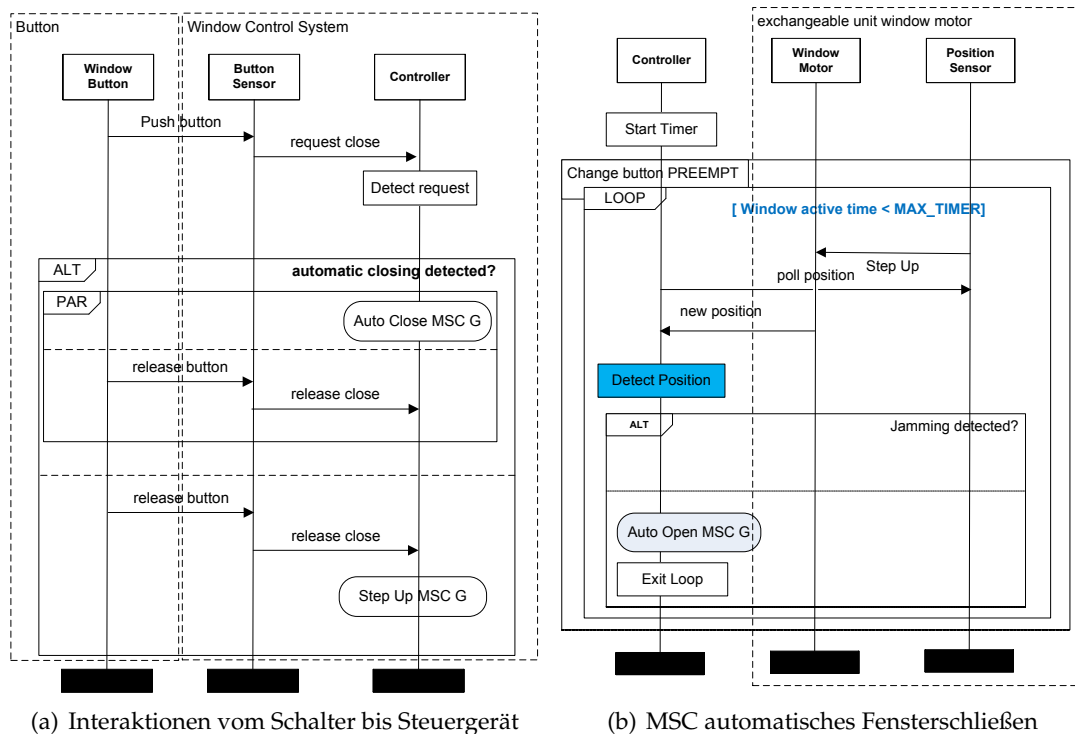 Button
Window Control System
Window
Button
Button
Sensor
Controller
Push button
request close
Detect request
ALT
automatic closing detected?
PAR
Auto Close MSC G
release button
release close
release button
release close
Step Up MSC G
(a) Interaktionen vom Schalter bis Steuergerät
exchangeable unit window motor
Controller
Window
Motor
Position
Sensor
Start Timer
Change button PREEMPT
LOOP
[ Window active time < MAX_TIMER]
Step Up
poll position
new position
Detect Position
ALT
Jamming detected?
Auto Open MSC G
Exit Loop
(b) MSC automatisches Fensterschließen